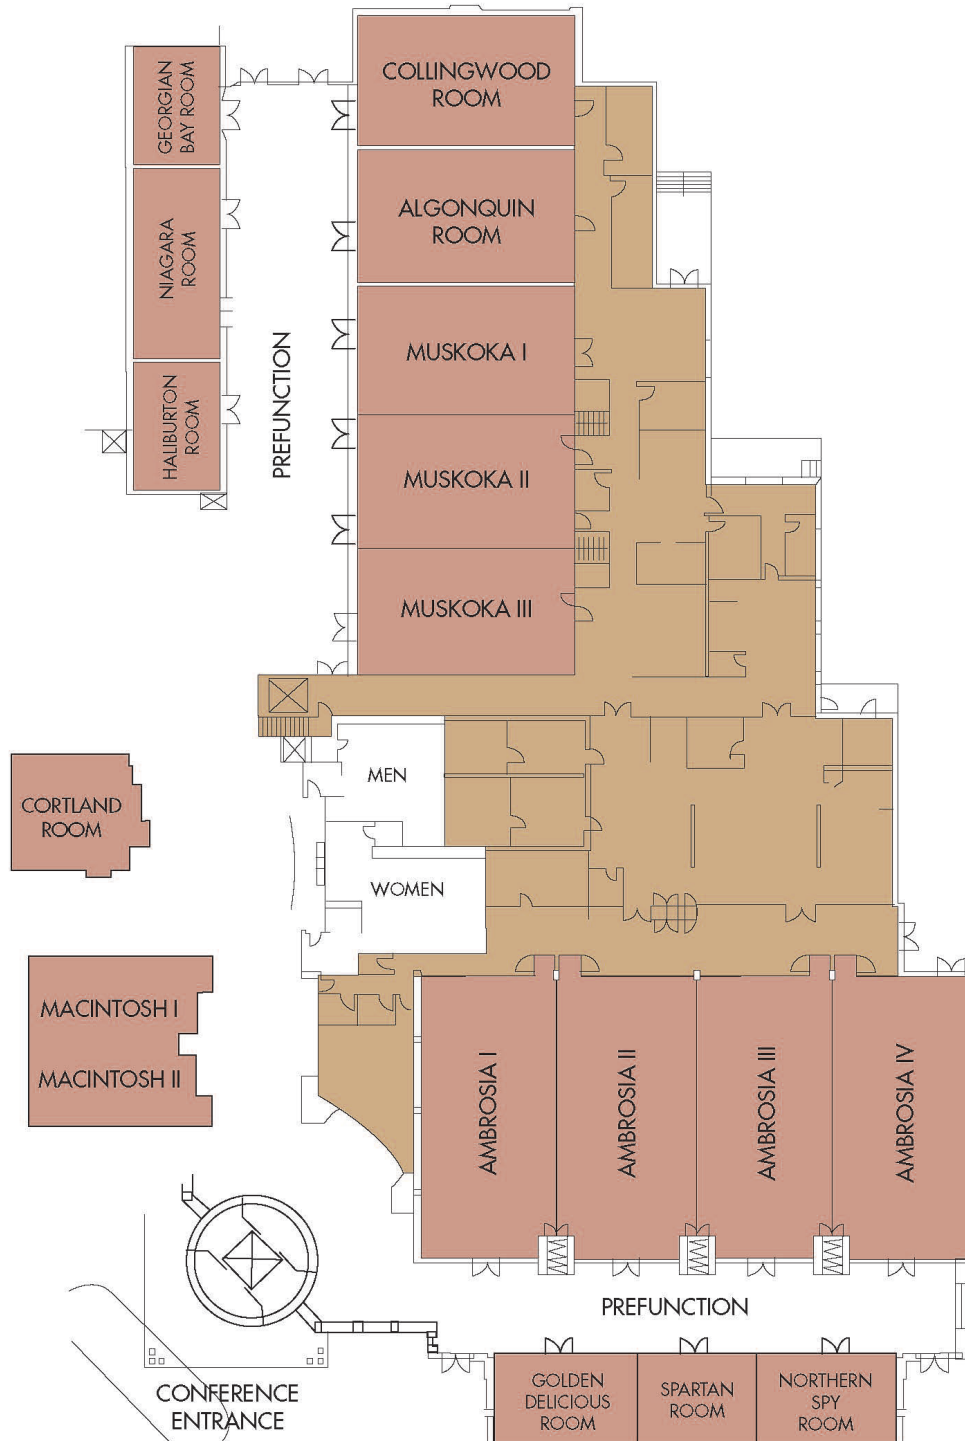 COLLINGWOOD
ROOM
GEORGIAN
BAY ROOM
ALGONQUIN
ROOM
NIAGARA
ROOM
MUSKOKA I
PREFUNCTION
HALIBURTON
ROOM
MUSKOKA II
MUSKOKA III
MEN
CORTLAND
ROOM
WOMEN
MACINTOSH I
MACINTOSH II
AMBROSIA I
AMBROSIA II
AMBROSIA III
AMBROSIA IV
PREFUNCTION
CONFERENCE
ENTRANCE
GOLDEN
DELICIOUS
ROOM
SPARTAN
ROOM
NORTHERN
SPY
ROOM